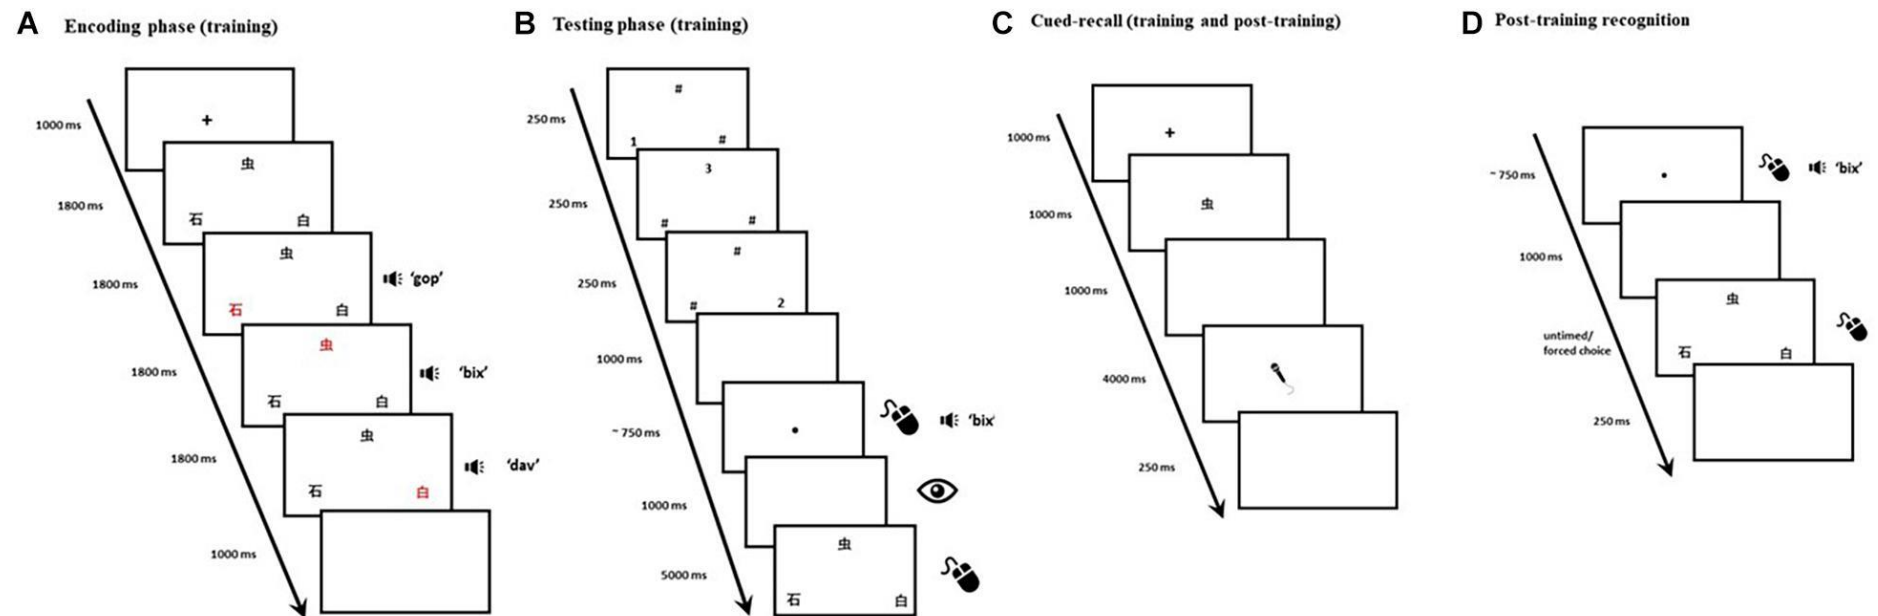 A Encoding phase (training)
1000 ms
+
1800 ms
虫
石 白
1800 ms
虫
石 白
'gop'
1800 ms
虫
石 白
'bix'
1800 ms
虫
石 白
'dav'
1000 ms
B Testing phase (training)
250 ms
#
1 #
250 ms
3
# #
250 ms
#
# 2
1000 ms
~ 750 ms
'bix'
1000 ms
5000 ms
虫
石 白
C Cued-recall (training and post-training)
1000 ms
+
1000 ms
虫
1000 ms
4000 ms
250 ms
D Post-training recognition
~ 750 ms
'bix'
1000 ms
untimed/
forced choice
虫
石 白
250 ms